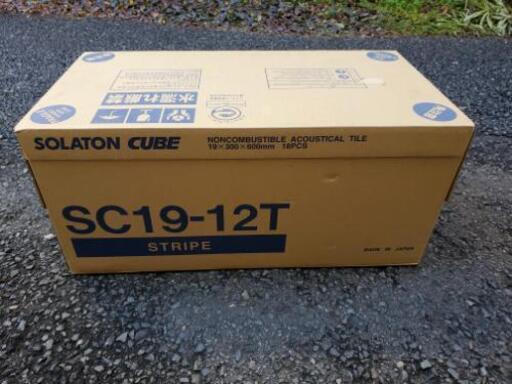 水濡れ厳禁
SOLATON CUBE
NONCOMBUSTIBLE ACOUSTICAL TILE
19×300×600mm 18PCS
SC19-12T
STRIPE
MADE IN JAPAN